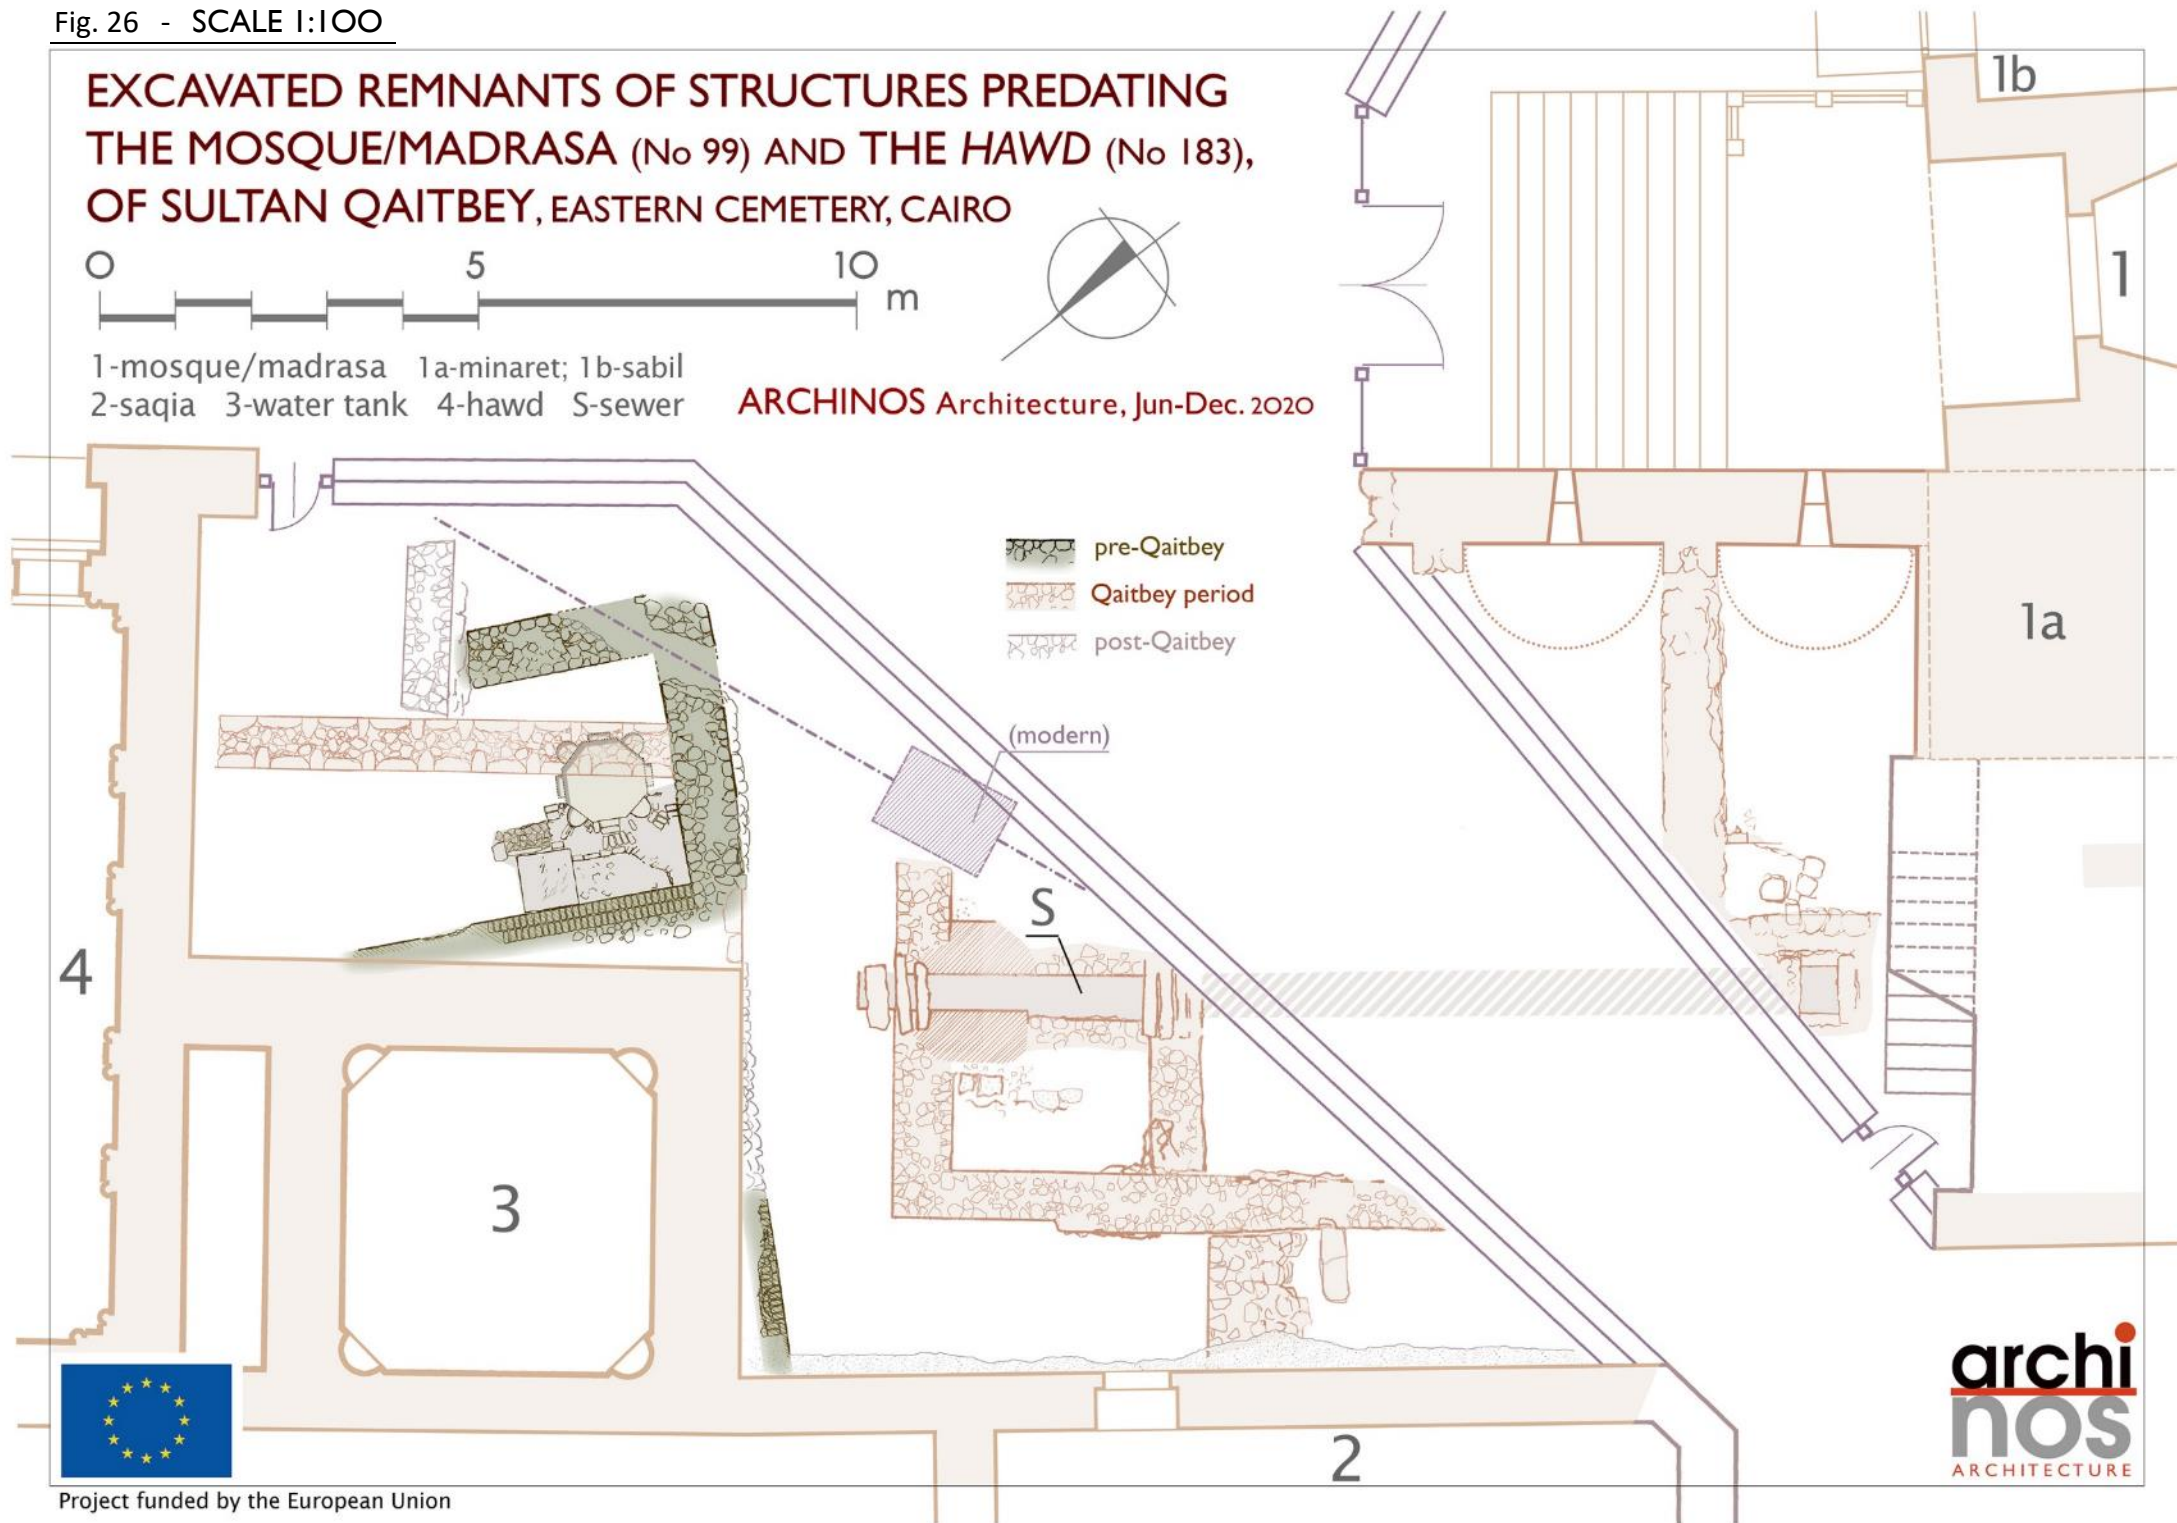 Fig. 26 - SCALE 1:100
EXCAVATED REMNANTS OF STRUCTURES PREDATING
THE MOSQUE/MADRASA (No 99) AND THE HAWD (No 183),
OF SULTAN QAITBEY, EASTERN CEMETERY, CAIRO
0 5 10
m
1-mosque/madrasa 1a-minaret; 1b-sabil
2-saqia 3-water tank 4-hawd S-sewer
ARCHINOS Architecture, Jun-Dec. 2020
1b
1
pre-Qaitbey
Qaitbey period
post-Qaitbey
1a
(modern)
S
4
3
2
archi
nos
ARCHITECTURE
Project funded by the European Union